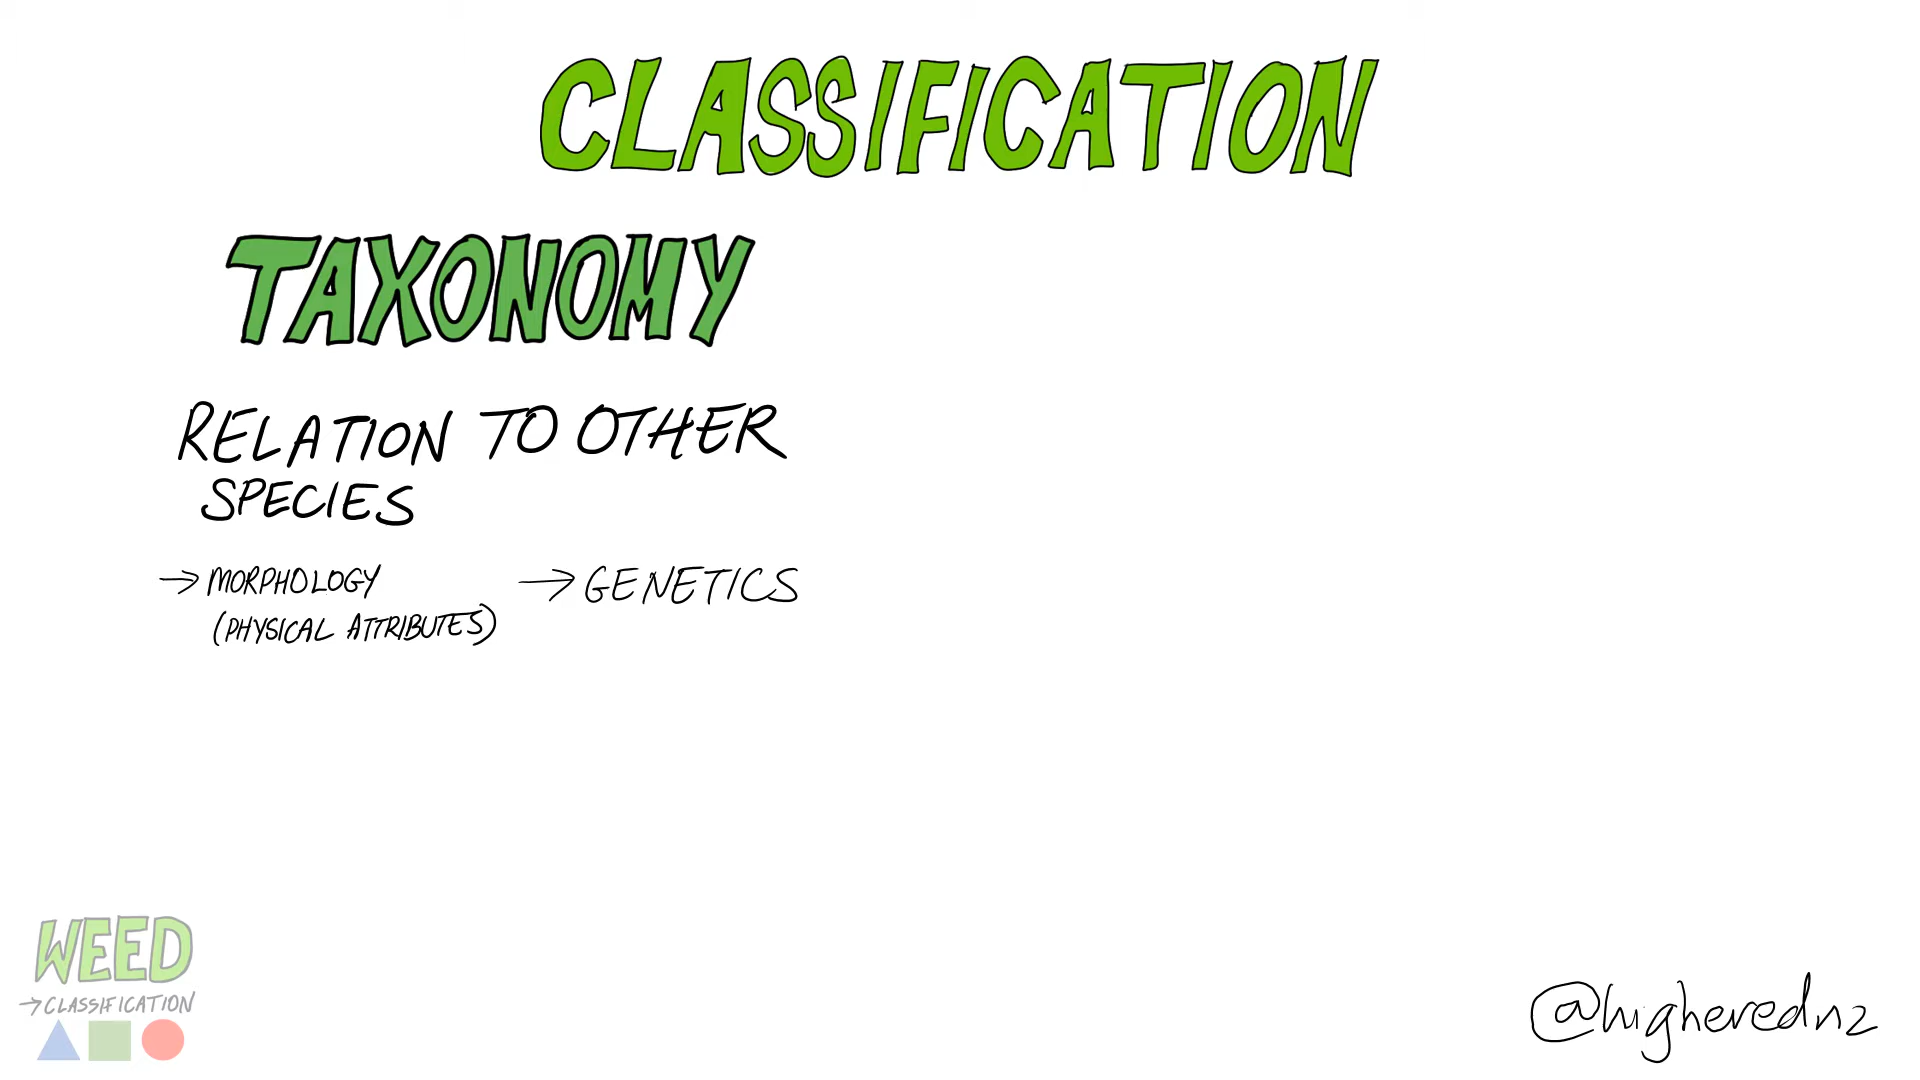 CLASSIFICATION
TAXONOMY
RELATION TO OTHER
SPECIES
→ MORPHOLOGY
(PHYSICAL ATTRIBUTES)
→ GENETICS
WEED
→ CLASSIFICATION
@higherednz